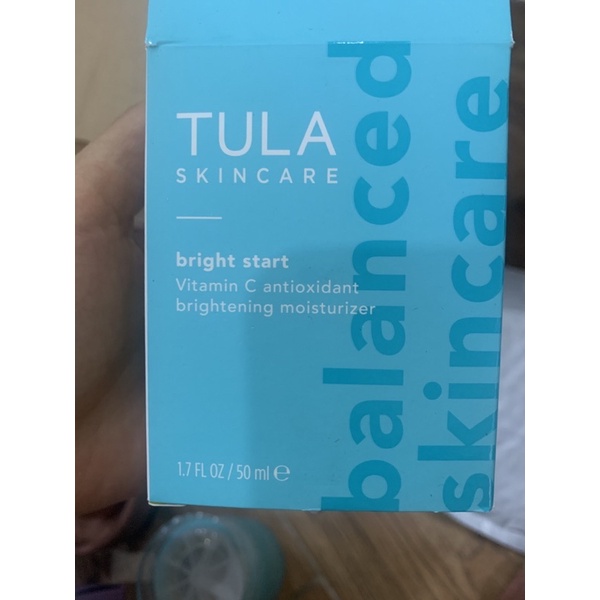 TULA
SKINCARE
bright start
Vitamin C antioxidant
brightening moisturizer
1.7 FL OZ / 50 ml ℮
balanced
skincare